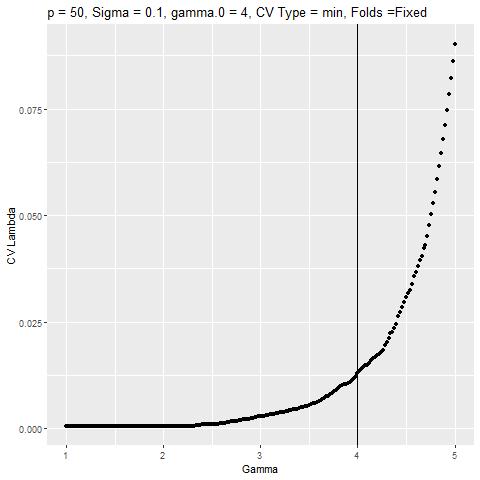 p = 50, Sigma = 0.1, gamma.0 = 4, CV Type = min, Folds =Fixed
0.075
0.050
0.025
0.000
CV Lambda
1 2 3 4 5
Gamma